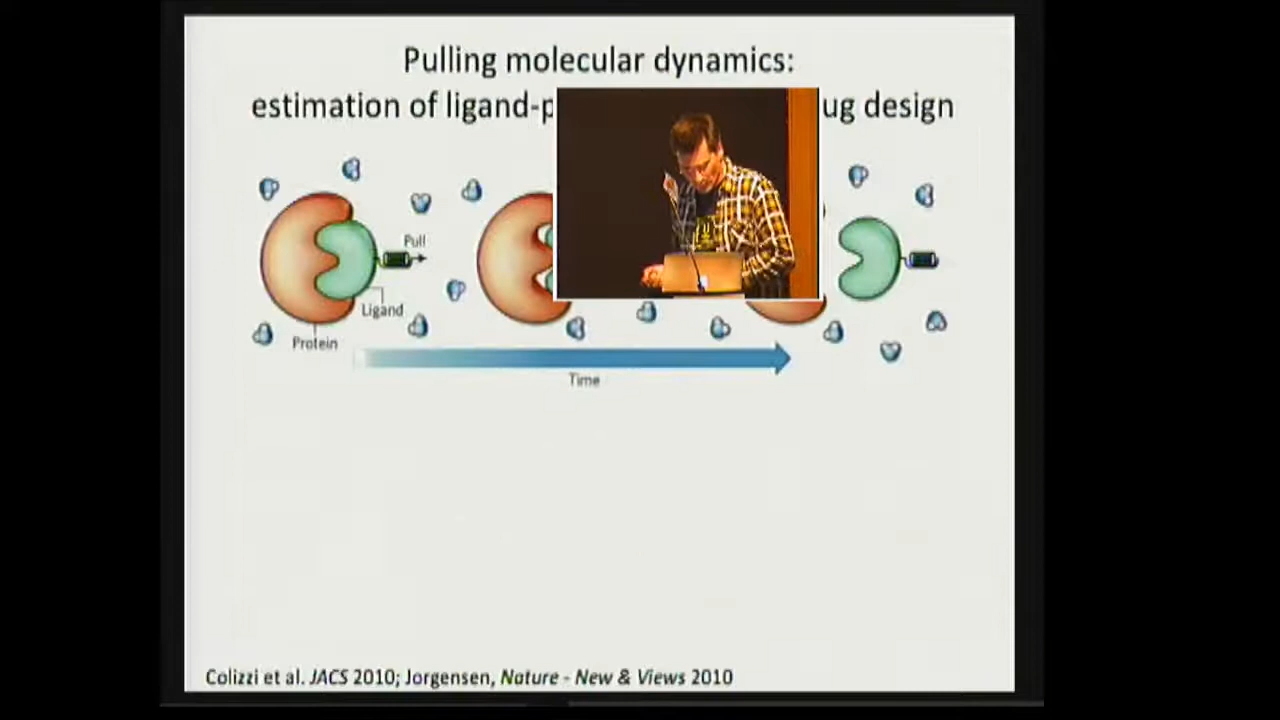 Pulling molecular dynamics:
estimation of ligand-p ug design
Pull
Ligand
Protein
Time
Colizzi et al. JACS 2010; Jorgensen, Nature - New & Views 2010